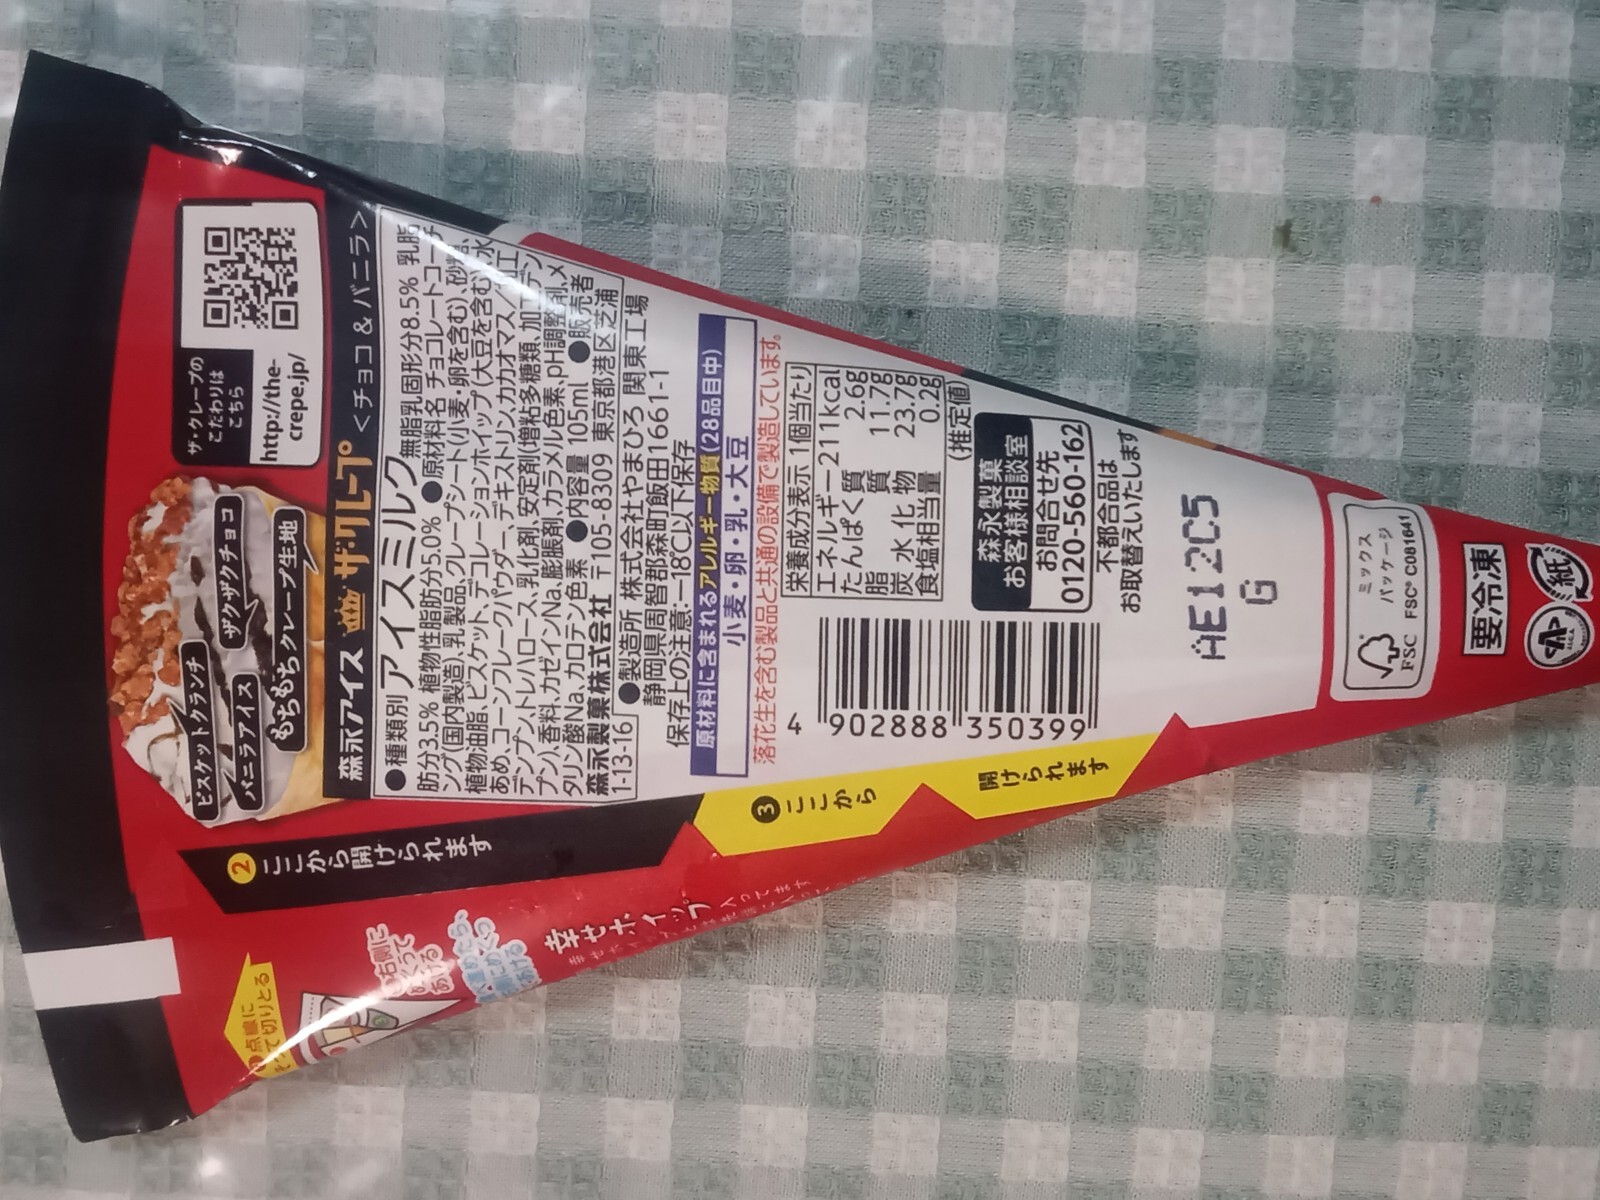 ザ・クレープの
こだわりは
こちら
http://the-
crepe.jp/
ビスケットクランチ
バニラアイス
ザクザクチョコ
もちもちクレープ生地
森永アイス ザ・クレープ <チョコ&バニラ>
●種類別 アイスミルク 無脂乳固形分8.5% 乳脂
肪分3.5% 植物性脂肪分5.0% ●原材料名 チョコレートコーチ
ング(国内製造)、乳製品、クレープシート(小麦・卵を含む)、砂糖、
植物油脂、ビスケット、デコレーションホイップ(大豆を含む)、水
あめ、コーンフレークパウダー、デキストリン、カカオマス/加工
デンプン、トレハロース、乳化剤、安定剤(増粘多糖類、加工デン
プン)、香料、カゼインNa、膨脹剤、カラメル色素、pH調整剤、メ
タリン酸Na、カロテン色素 ●内容量 105ml ●販売者
森永製菓株式会社 〒105-8309 東京都港区芝浦
1-13-16
●製造所 株式会社やまひろ 関東工場
静岡県周智郡森町飯田1661-1
保存上の注意:-18℃以下保存
原材料に含まれるアレルギー物質(28品目中)
小麦・卵・乳・大豆
落花生を含む製品と共通の設備で製造しています。
栄養成分表示 1個当たり
エネルギー 211kcal
たんぱく質 2.6g
脂質 11.7g
炭水化物 23.7g
食塩相当量 0.2g
(推定値)
森永製菓
お客様相談室
お問合せ先
0120-560-162
不都合品は
お取替えいたします
4 902888 350399
AE12C5
G
ミックス
パッケージ
FSC
FSC® C081641
要冷凍
紙
❷ ここから開けられます
❸ ここから
開けられます
点線に
そって切りとる
右側に
めくって
あける
幸せホイップ入ってます